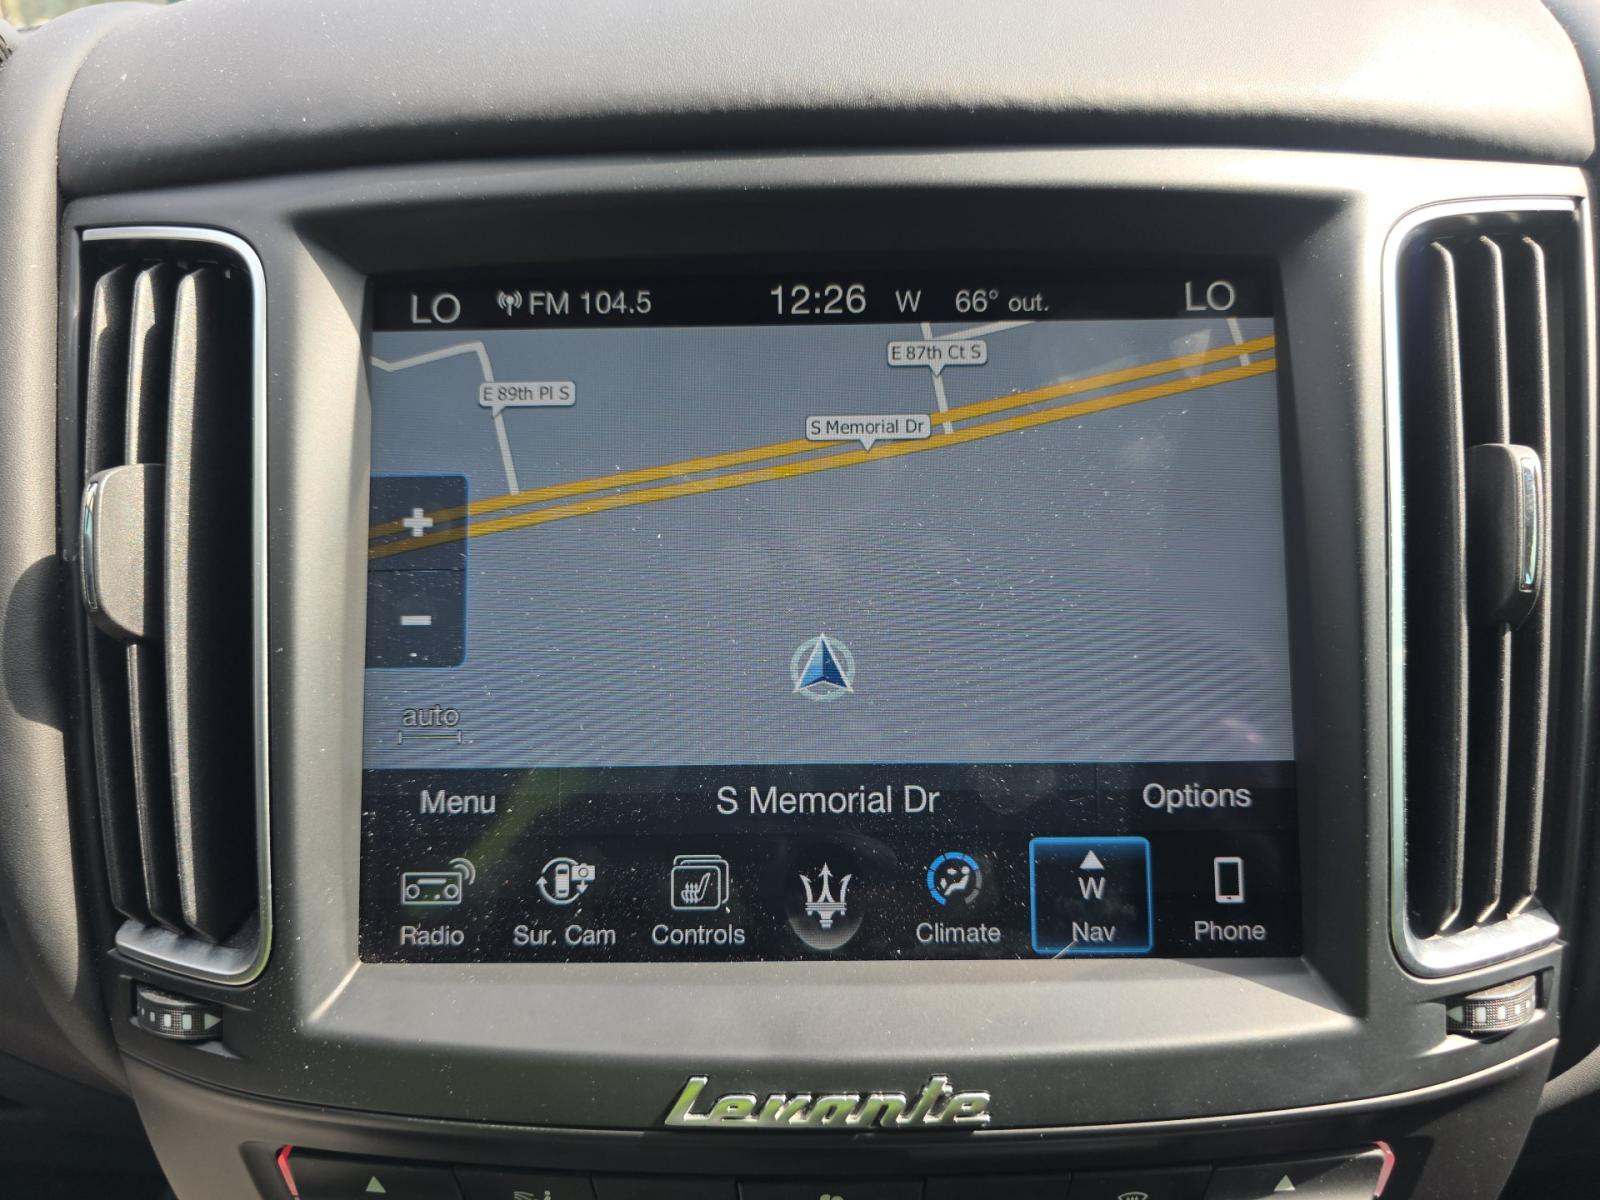 LO FM 104.5 12:26 W 66° out. LO
E 87th Ct S
E 89th Pl S
S Memorial Dr
+
-
auto
Menu S Memorial Dr Options
W
Radio Sur. Cam Controls Climate Nav Phone
Levante